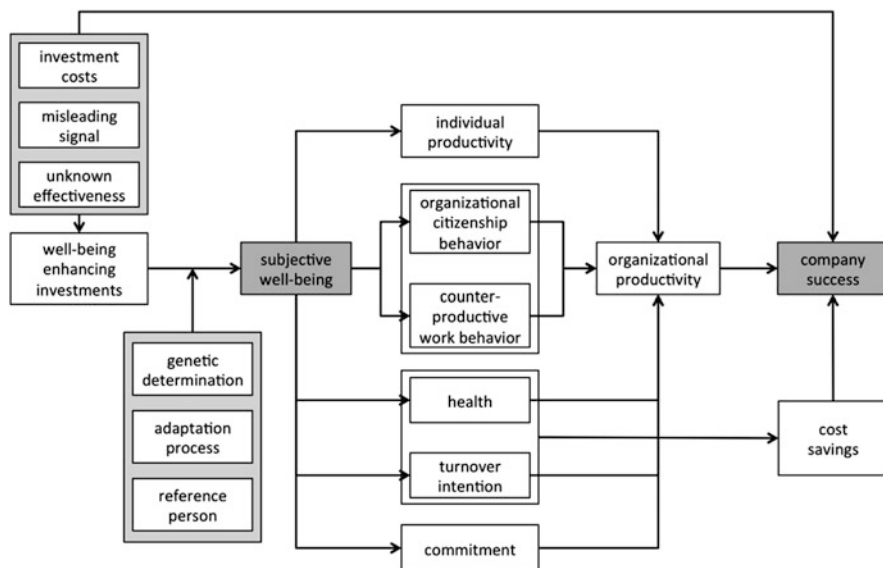 investment
costs
misleading
signal
unknown
effectiveness
well-being
enhancing
investments
genetic
determination
adaptation
process
reference
person
subjective
well-being
individual
productivity
organizational
citizenship
behavior
counter-
productive
work behavior
health
turnover
intention
commitment
organizational
productivity
company
success
cost
savings